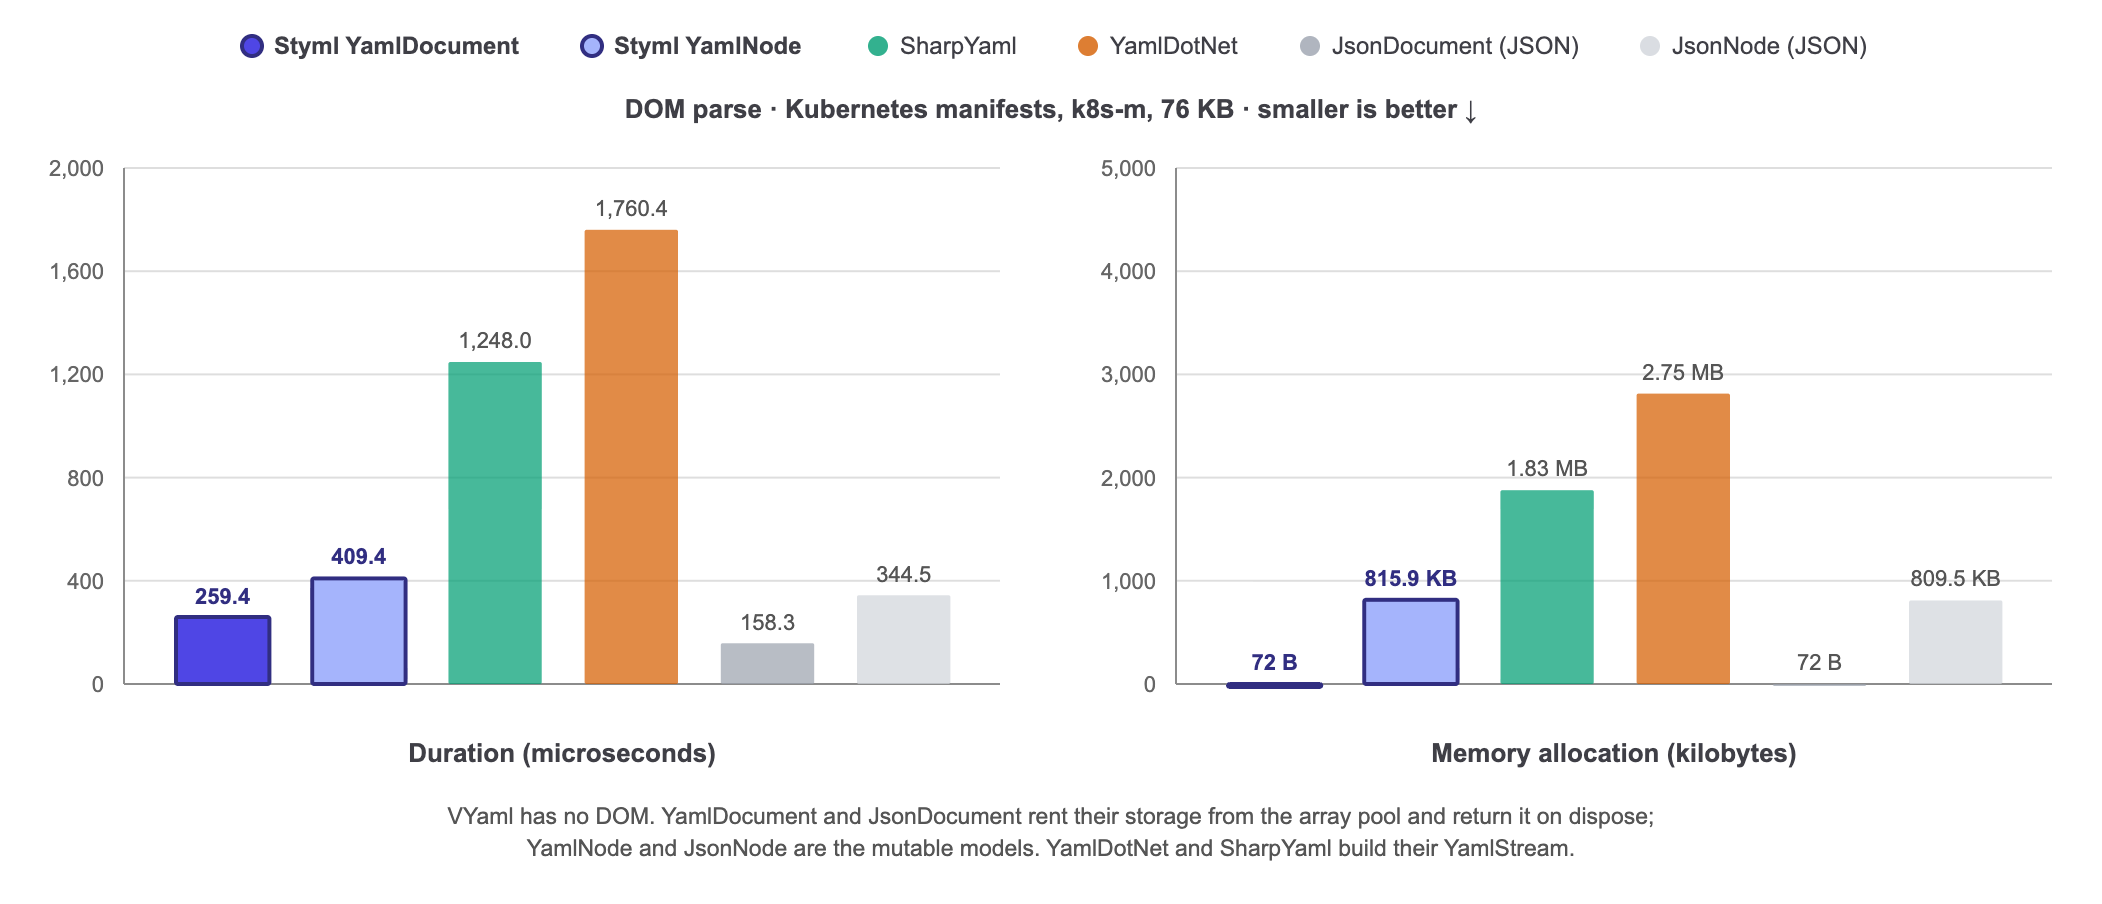 Styml YamlDocument Styml YamlNode SharpYaml YamlDotNet JsonDocument (JSON) JsonNode (JSON)
DOM parse · Kubernetes manifests, k8s-m, 76 KB · smaller is better ↓
2,000
1,600
1,200
800
400
0
259.4
409.4
1,248.0
1,760.4
158.3
344.5
Duration (microseconds)
5,000
4,000
3,000
2,000
1,000
0
72 B
815.9 KB
1.83 MB
2.75 MB
72 B
809.5 KB
Memory allocation (kilobytes)
VYaml has no DOM. YamlDocument and JsonDocument rent their storage from the array pool and return it on dispose;
YamlNode and JsonNode are the mutable models. YamlDotNet and SharpYaml build their YamlStream.